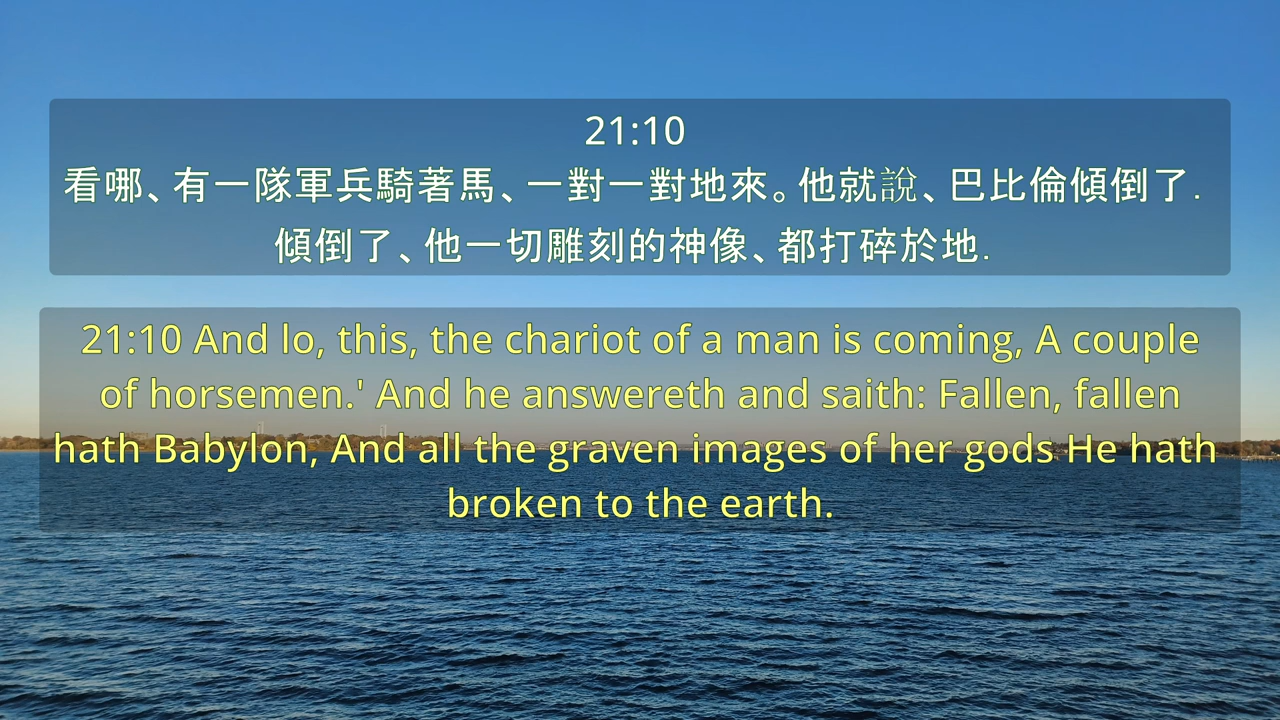 21:10
看哪、有一隊軍兵騎著馬、一對一對地來。他就說、巴比倫傾倒了.
傾倒了、他一切雕刻的神像、都打碎於地.
21:10 And lo, this, the chariot of a man is coming, A couple
of horsemen.' And he answereth and saith: Fallen, fallen
hath Babylon, And all the graven images of her gods He hath
broken to the earth.